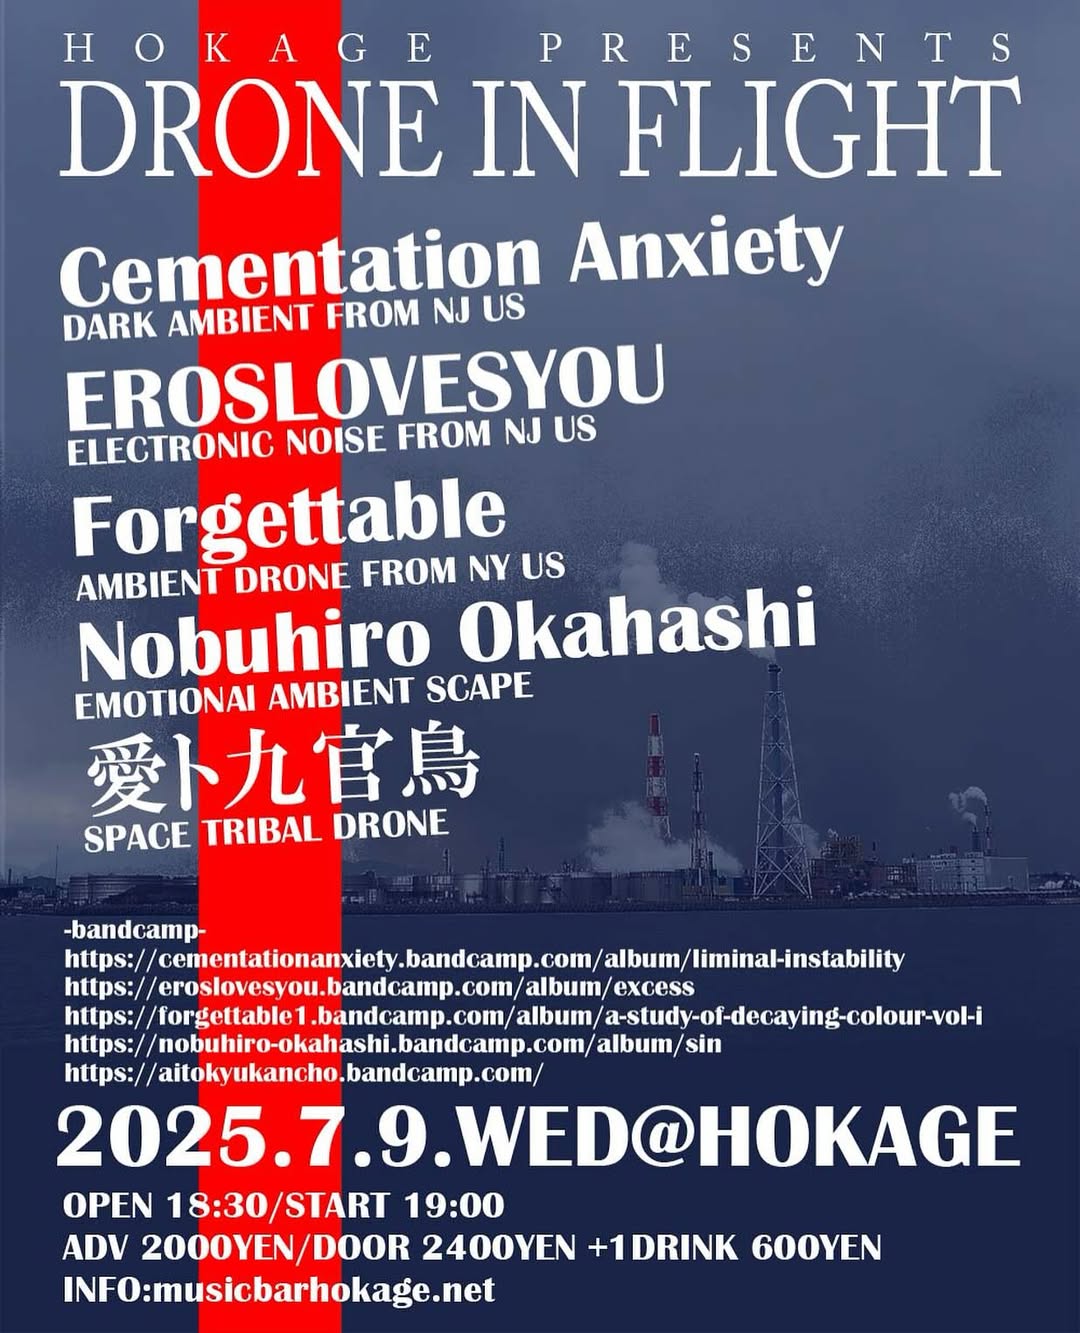 HOKAGE PRESENTS
DRONE IN FLIGHT
Cementation Anxiety
DARK AMBIENT FROM NJ US
EROSLOVESYOU
ELECTRONIC NOISE FROM NJ US
Forgettable
AMBIENT DRONE FROM NY US
Nobuhiro Okahashi
EMOTIONAl AMBIENT SCAPE
愛ト九官鳥
SPACE TRIBAL DRONE
-bandcamp-
https://cementationanxiety.bandcamp.com/album/liminal-instability
https://eroslovesyou.bandcamp.com/album/excess
https://forgettable1.bandcamp.com/album/a-study-of-decaying-colour-vol-i
https://nobuhiro-okahashi.bandcamp.com/album/sin
https://aitokyukancho.bandcamp.com/
2025.7.9.WED@HOKAGE
OPEN 18:30/START 19:00
ADV 2000YEN/DOOR 2400YEN +1DRINK 600YEN
INFO:musicbarhokage.net